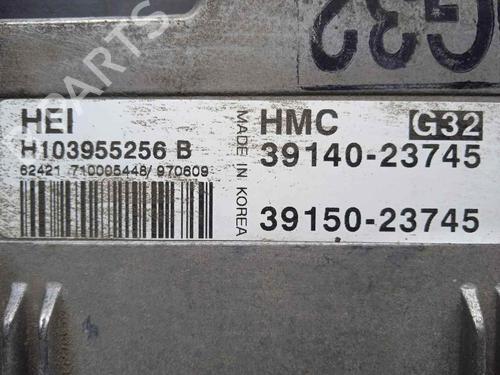 G32
HEI
H103955256 B
62421 710005448/970609
MADE IN KOREA
HMC G32
39140-23745
39150-23745